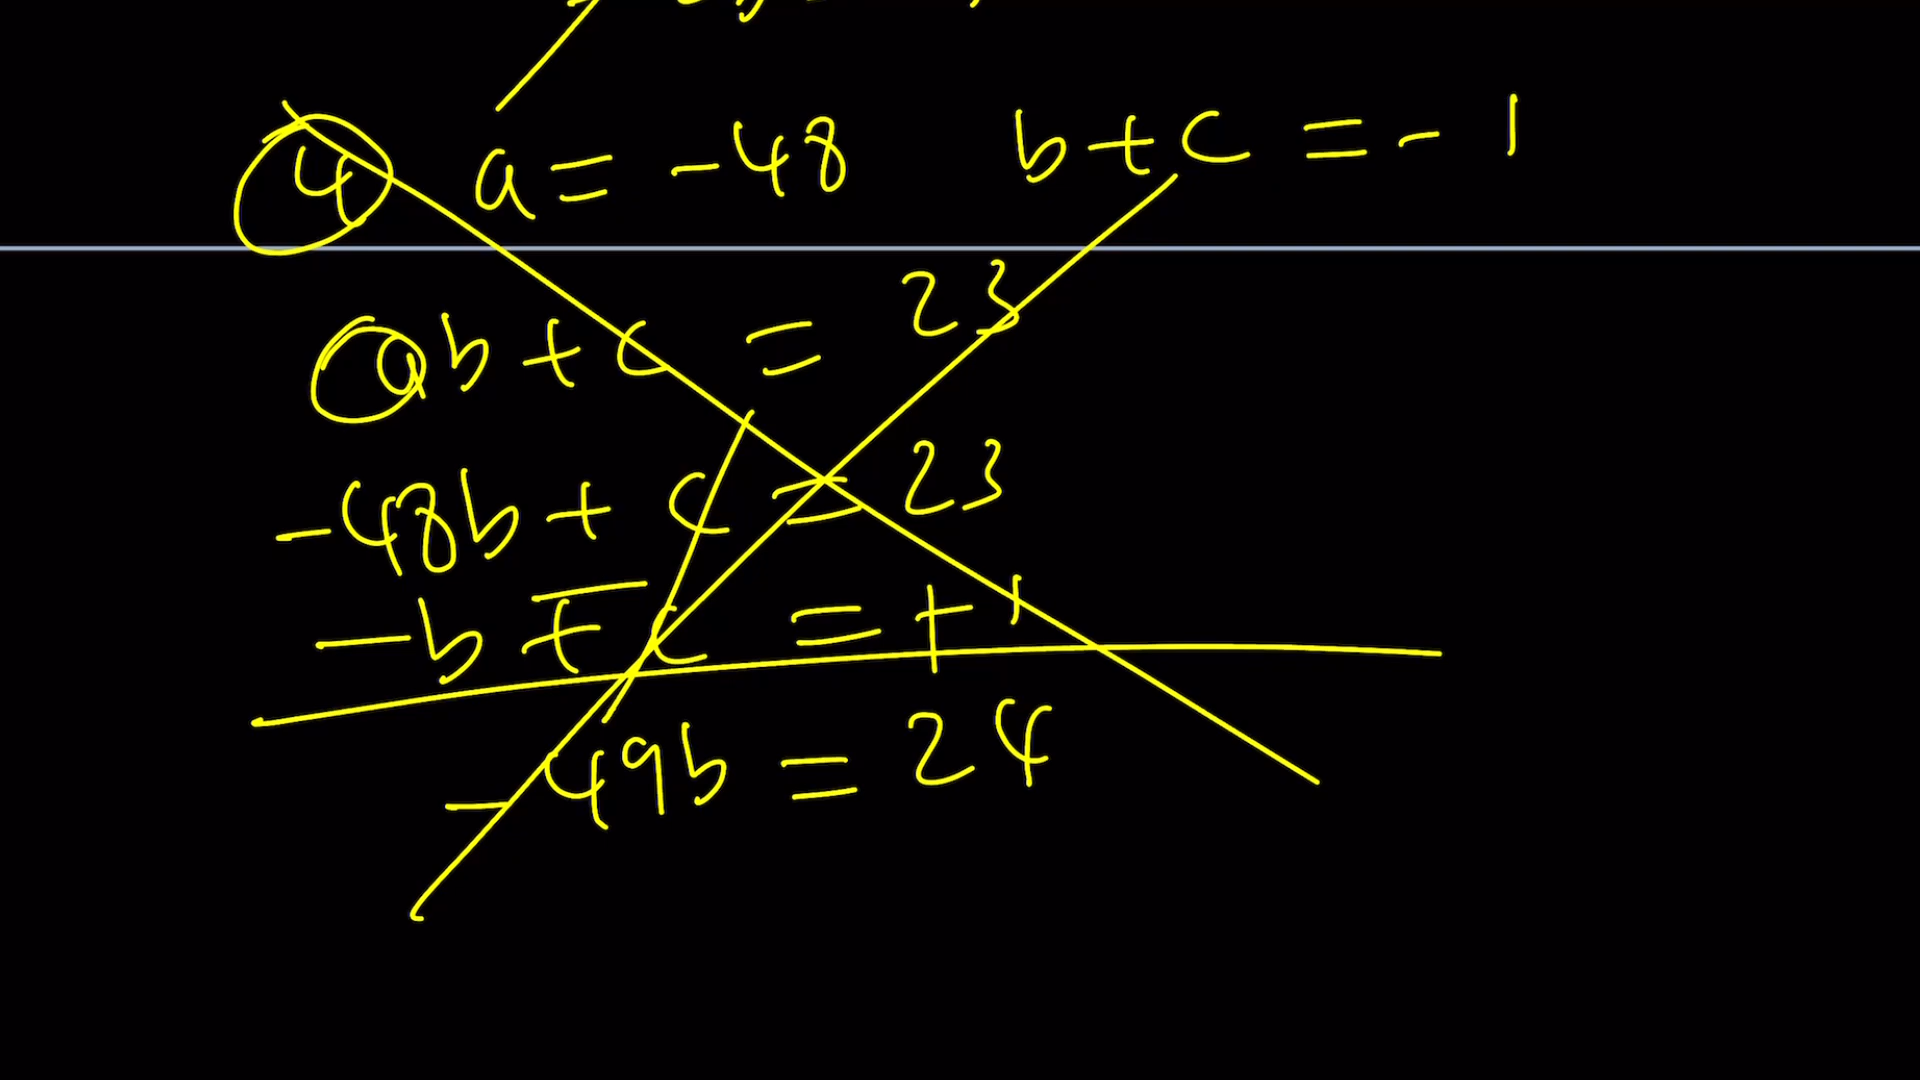 4 a = -48 b + c = -1
ab + c = 23
-48b + c = 23
-b + c = +1
-49b = 24